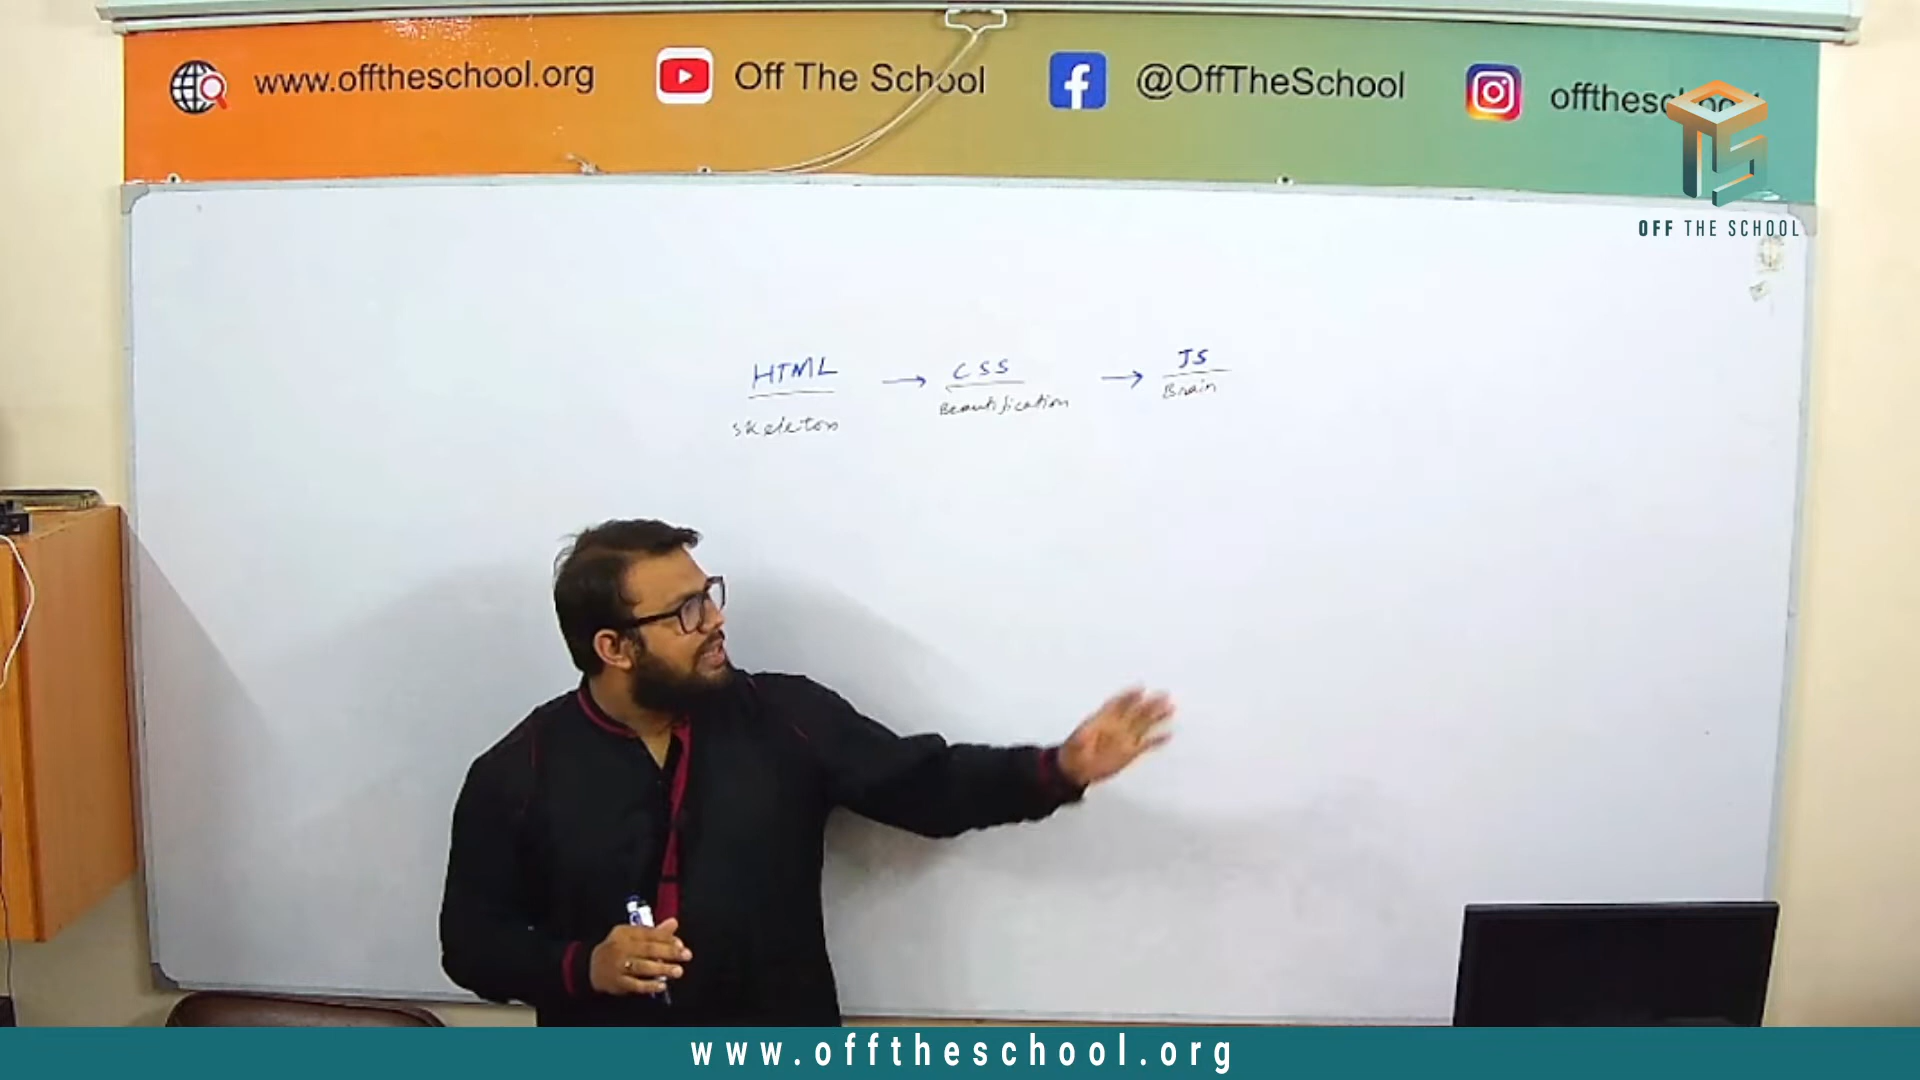 www.offtheschool.org Off The School @OffTheSchool offtheschool
OFF THE SCHOOL
HTML → CSS → JS
Skeleton Beautification Brain
www.offtheschool.org